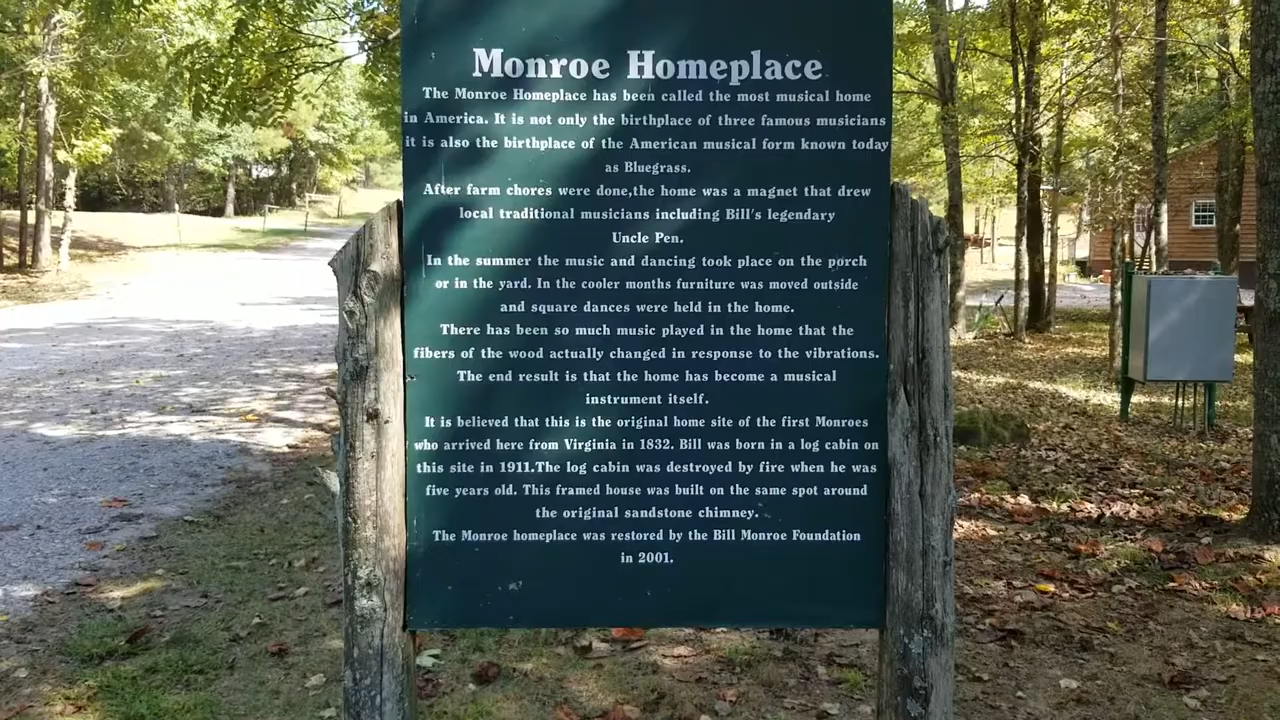 Monroe Homeplace
The Monroe Homeplace has been called the most musical home
in America. It is not only the birthplace of three famous musicians
it is also the birthplace of the American musical form known today
as Bluegrass.
After farm chores were done,the home was a magnet that drew
local traditional musicians including Bill's legendary
Uncle Pen.
In the summer the music and dancing took place on the porch
or in the yard. In the cooler months furniture was moved outside
and square dances were held in the home.
There has been so much music played in the home that the
fibers of the wood actually changed in response to the vibrations.
The end result is that the home has become a musical
instrument itself.
It is believed that this is the original home site of the first Monroes
who arrived here from Virginia in 1832. Bill was born in a log cabin on
this site in 1911.The log cabin was destroyed by fire when he was
five years old. This framed house was built on the same spot around
the original sandstone chimney.
The Monroe homeplace was restored by the Bill Monroe Foundation
in 2001.